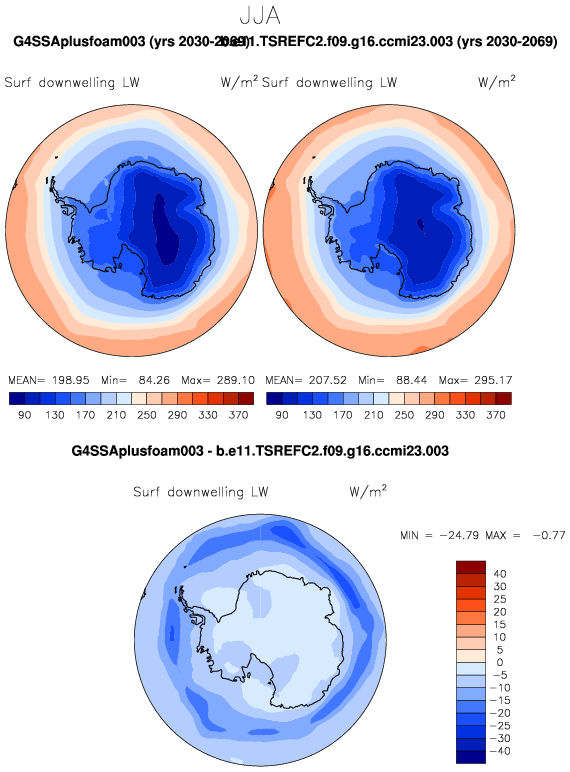 JJA
G4SSAplusfoam003 (yrs 2030-2069) b.e11.TSREFC2.f09.g16.ccmi23.003 (yrs 2030-2069)
Surf downwelling LW W/m² Surf downwelling LW W/m²
MEAN= 198.95 Min= 84.26 Max= 289.10 MEAN= 207.52 Min= 88.44 Max= 295.17
90 130 170 210 250 290 330 370 90 130 170 210 250 290 330 370
G4SSAplusfoam003 - b.e11.TSREFC2.f09.g16.ccmi23.003
Surf downwelling LW W/m²
MIN = -24.79 MAX = -0.77
40
30
25
20
15
10
5
0
-5
-10
-15
-20
-25
-30
-40